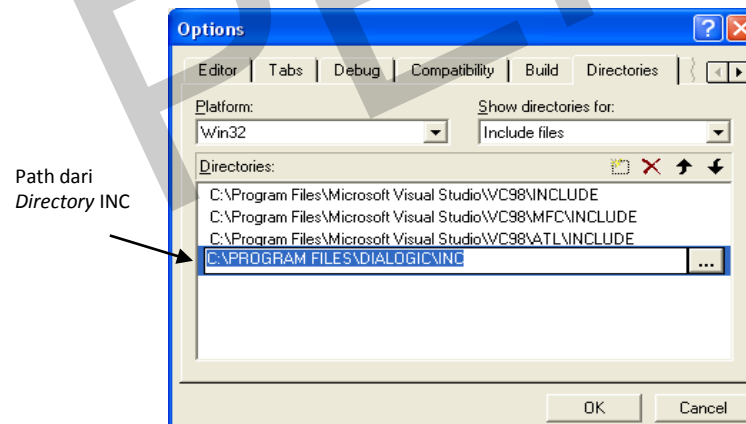 Options
Editor Tabs Debug Compatibility Build Directories
Platform: Show directories for:
Win32 Include files
Directories:
C:\Program Files\Microsoft Visual Studio\VC98\INCLUDE
C:\Program Files\Microsoft Visual Studio\VC98\MFC\INCLUDE
C:\Program Files\Microsoft Visual Studio\VC98\ATL\INCLUDE
C:\PROGRAM FILES\DIALOGIC\INC ...
Path dari
Directory INC
OK Cancel